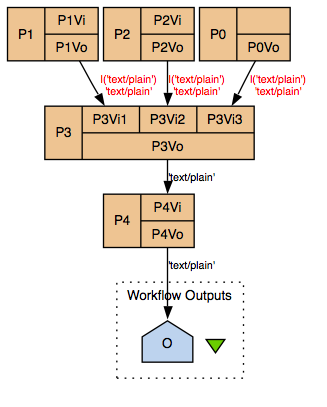 P1
P1Vi
P1Vo
P2
P2Vi
P2Vo
P0
P0Vo
l('text/plain')
'text/plain'
l('text/plain')
'text/plain'
l('text/plain')
'text/plain'
P3
P3Vi1
P3Vi2
P3Vi3
P3Vo
'text/plain'
P4
P4Vi
P4Vo
'text/plain'
Workflow Outputs
O